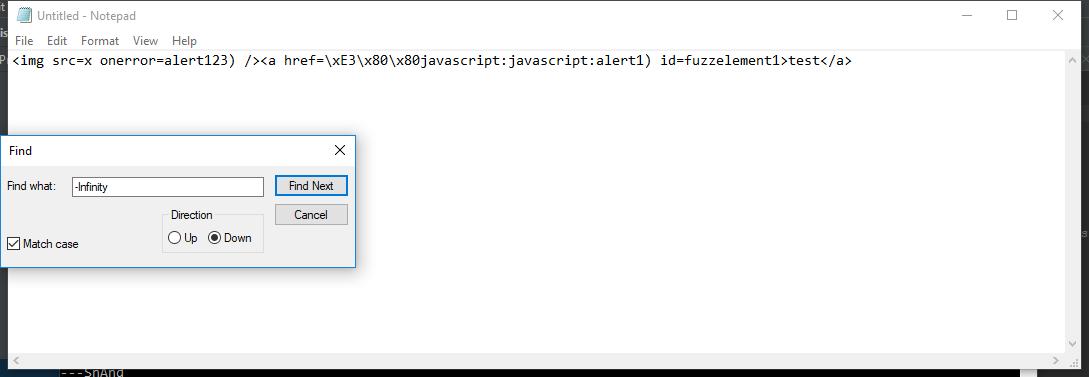 Untitled - Notepad
File Edit Format View Help
<img src=x onerror=alert123) /><a href=\xE3\x80\x80javascript:javascript:alert1) id=fuzzelement1>test</a>
Find
Find what: -Infinity Find Next
Cancel
Direction
Up Down
Match case
---ShAnd